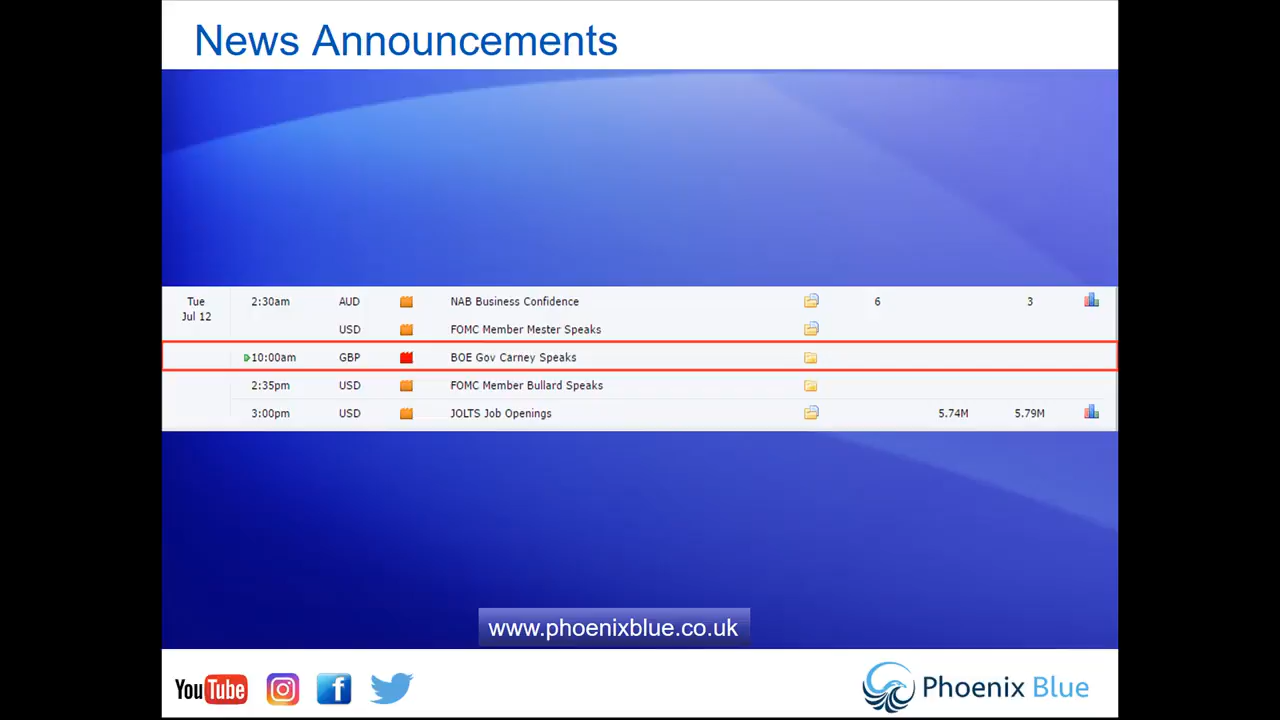 News Announcements
Tue
Jul 12
2:30am AUD NAB Business Confidence 6 3
USD FOMC Member Mester Speaks
10:00am GBP BOE Gov Carney Speaks
2:35pm USD FOMC Member Bullard Speaks
3:00pm USD JOLTS Job Openings 5.74M 5.79M
www.phoenixblue.co.uk
YouTube
f
Phoenix Blue